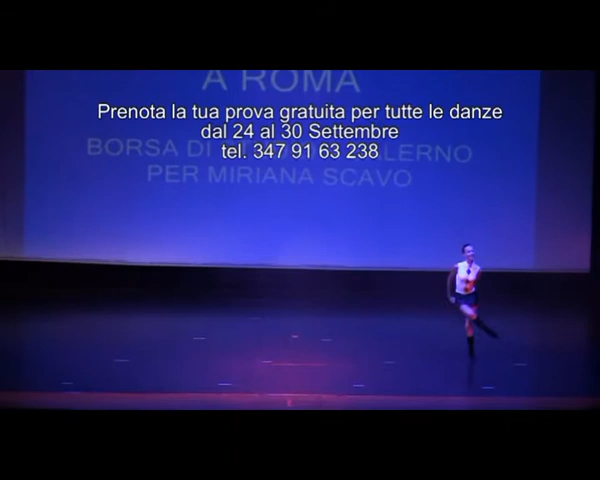 A ROMA
Prenota la tua prova gratuita per tutte le danze
dal 24 al 30 Settembre
BORSA DI
tel. 347 91 63 238
PER MIRIANA SCAVO